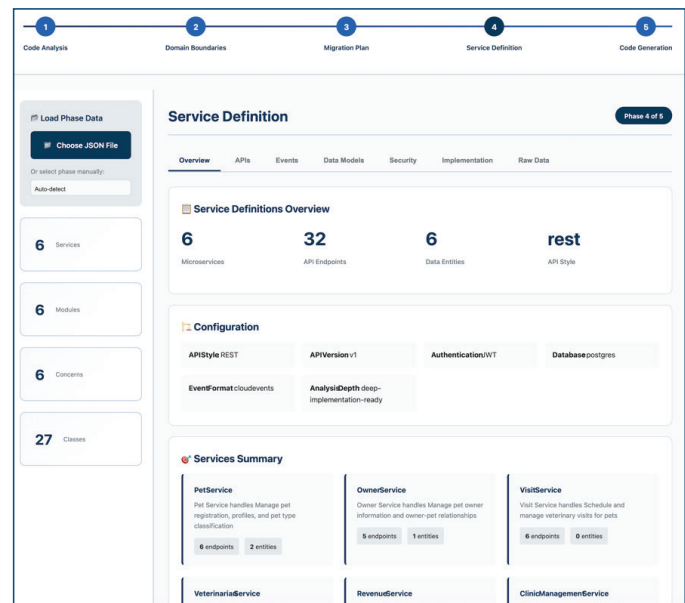 1 2 3 4 5
Code Analysis Domain Boundaries Migration Plan Service Definition Code Generation
Load Phase Data
Choose JSON File
Or select phase manually:
Auto-detect
6 Services
6 Modules
6 Concerns
27 Classes
Service Definition
Phase 4 of 5
Overview APIs Events Data Models Security Implementation Raw Data
Service Definitions Overview
6 32 6 rest
Microservices API Endpoints Data Entities API Style
Configuration
APIStyle REST APIVersion v1 Authentication JWT Database postgres
EventFormat cloudevents AnalysisDepth deep-
implementation-ready
Services Summary
PetService
Pet Service handles Manage pet
registration, profiles, and pet type
classification
6 endpoints 2 entities
OwnerService
Owner Service handles Manage pet owner
information and owner-pet relationships
5 endpoints 1 entities
VisitService
Visit Service handles Schedule and
manage veterinary visits for pets
6 endpoints 0 entities
VeterinarianService RevenueService ClinicManagementService